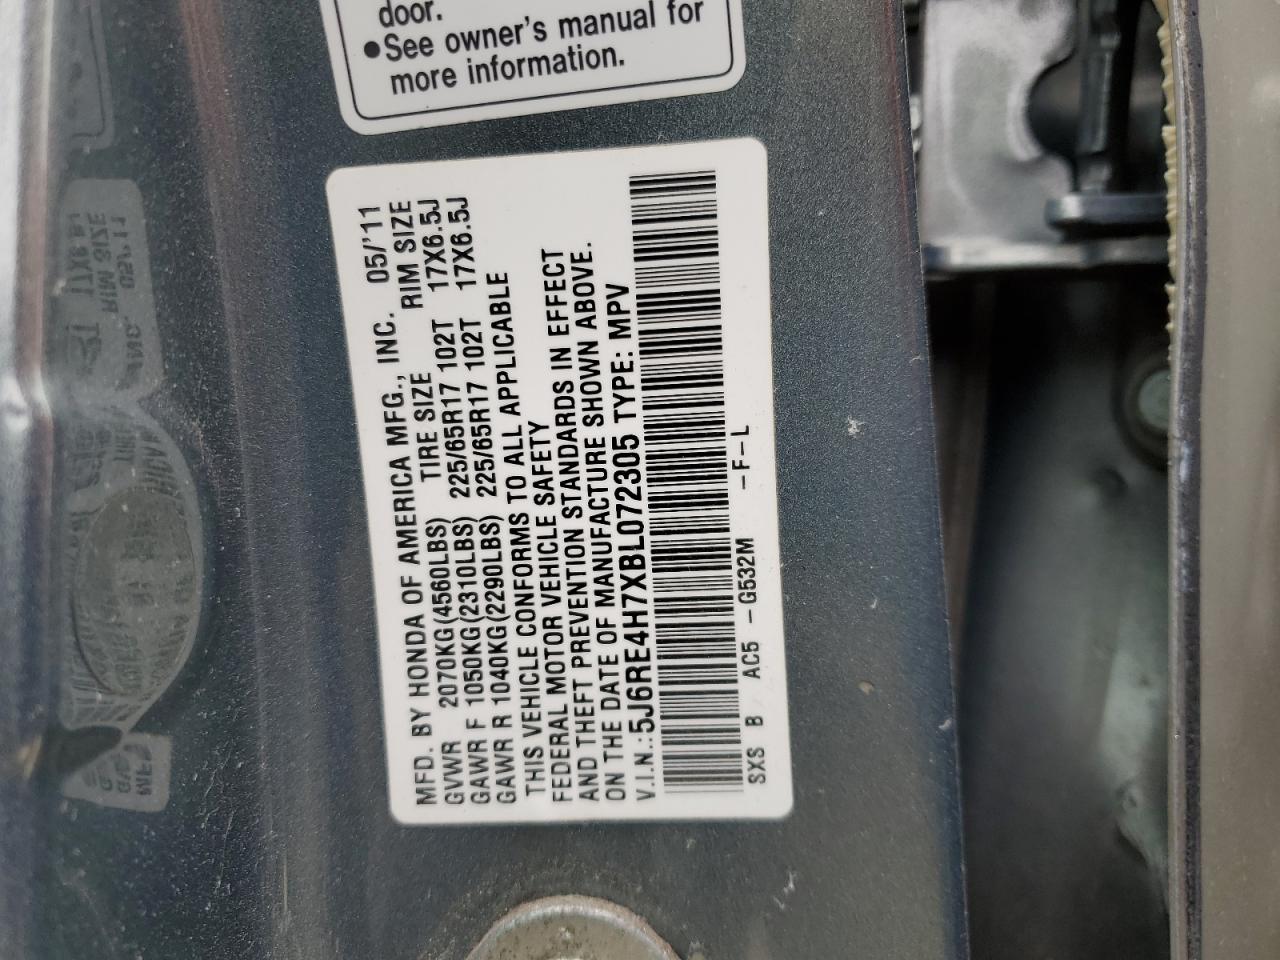 door.
●See owner's manual for
more information.
MFD. BY HONDA OF AMERICA MFG., INC. 05/'11
GVWR 2070KG(4560LBS) TIRE SIZE RIM SIZE
GAWR F 1050KG(2310LBS) 225/65R17 102T 17X6.5J
GAWR R 1040KG(2290LBS) 225/65R17 102T 17X6.5J
THIS VEHICLE CONFORMS TO ALL APPLICABLE
FEDERAL MOTOR VEHICLE SAFETY
AND THEFT PREVENTION STANDARDS IN EFFECT
ON THE DATE OF MANUFACTURE SHOWN ABOVE.
V.I.N.:5J6RE4H7XBL072305 TYPE: MPV
SXS B AC5 -G532M -F-L